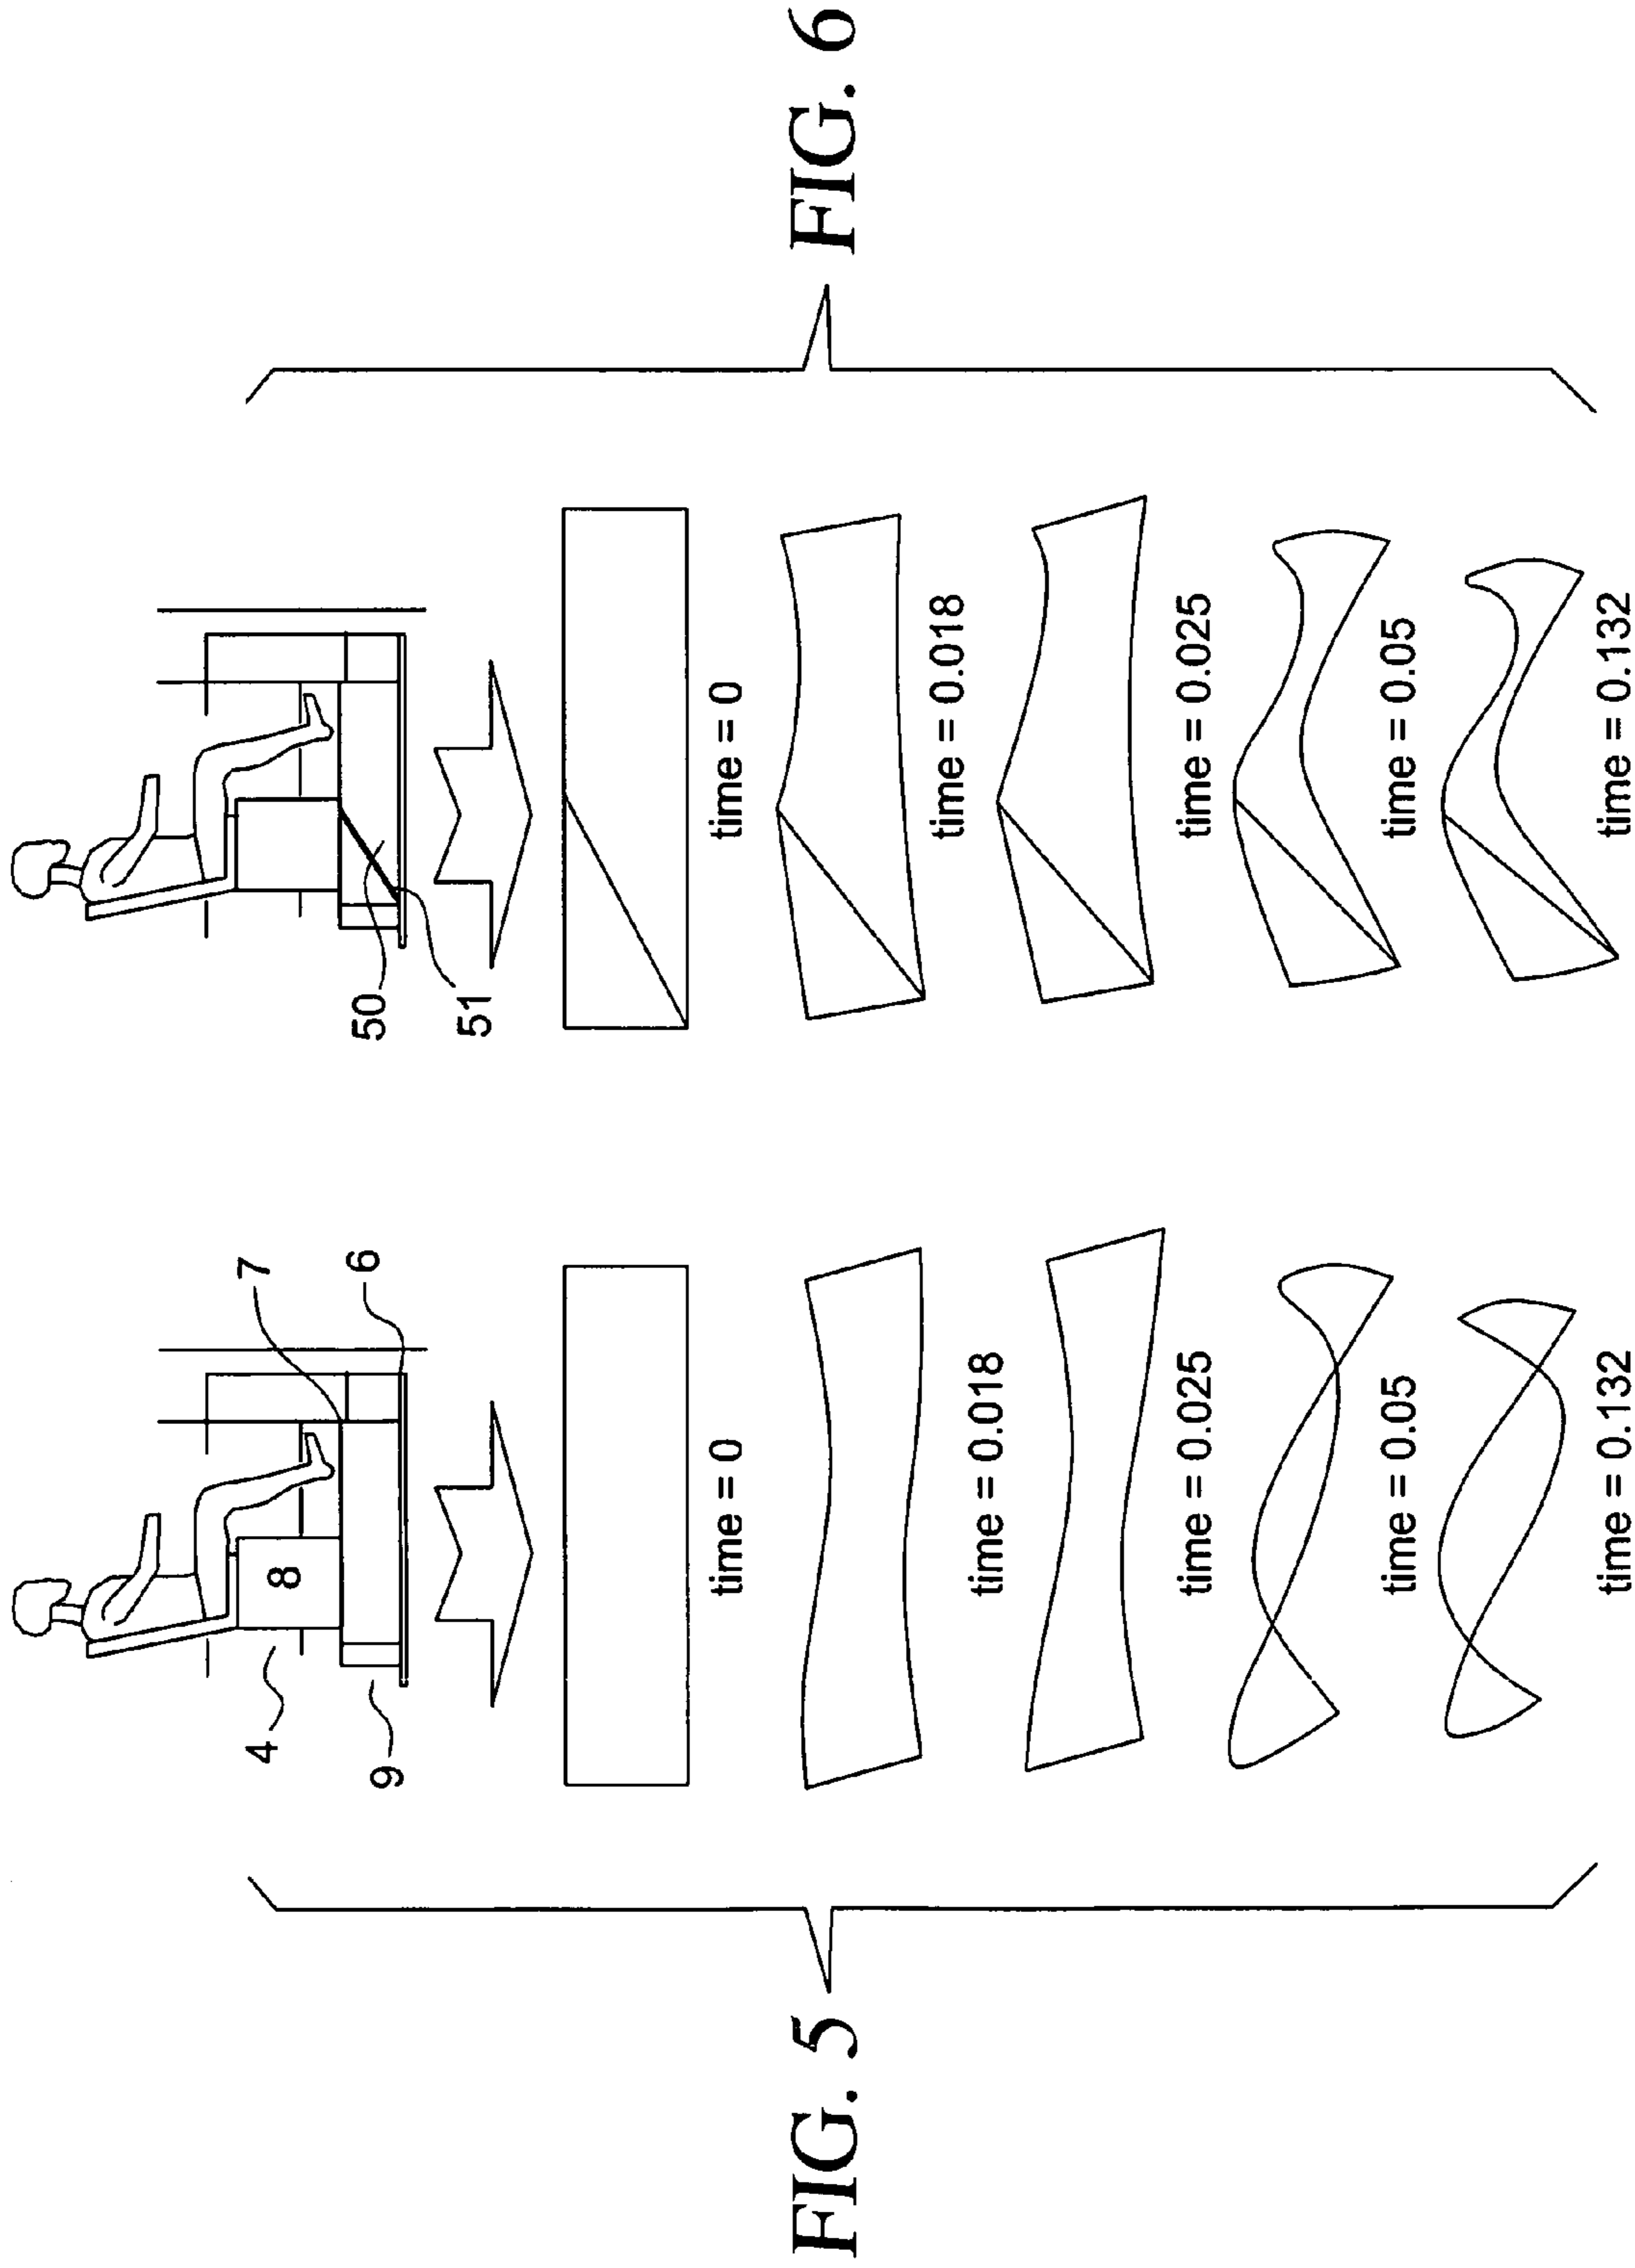 FIG. 5
4
9
8
7
6
time = 0
time = 0.018
time = 0.025
time = 0.05
time = 0.132
FIG. 6
50
51
time = 0
time = 0.018
time = 0.025
time = 0.05
time = 0.132